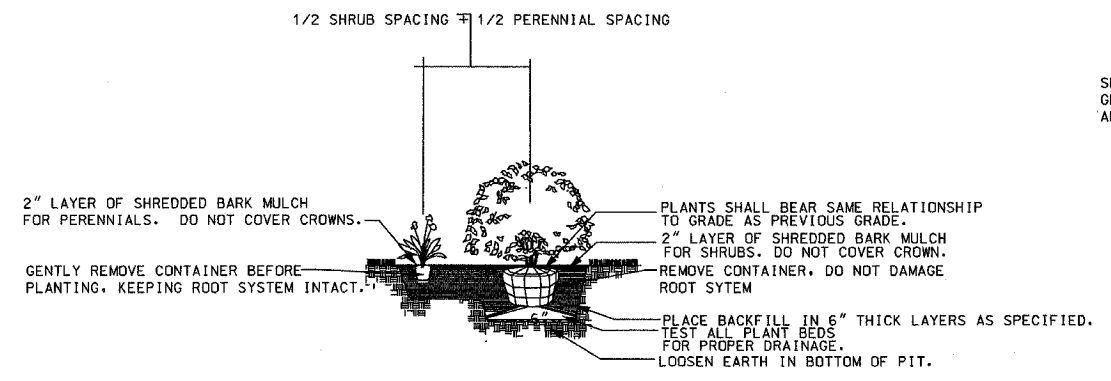 1/2 SHRUB SPACING + 1/2 PERENNIAL SPACING
2" LAYER OF SHREDDED BARK MULCH
FOR PERENNIALS. DO NOT COVER CROWNS.
GENTLY REMOVE CONTAINER BEFORE
PLANTING, KEEPING ROOT SYSTEM INTACT.
PLANTS SHALL BEAR SAME RELATIONSHIP
TO GRADE AS PREVIOUS GRADE.
2" LAYER OF SHREDDED BARK MULCH
FOR SHRUBS. DO NOT COVER CROWN.
REMOVE CONTAINER, DO NOT DAMAGE
ROOT SYTEM
6"
PLACE BACKFILL IN 6" THICK LAYERS AS SPECIFIED.
TEST ALL PLANT BEDS
FOR PROPER DRAINAGE.
LOOSEN EARTH IN BOTTOM OF PIT.